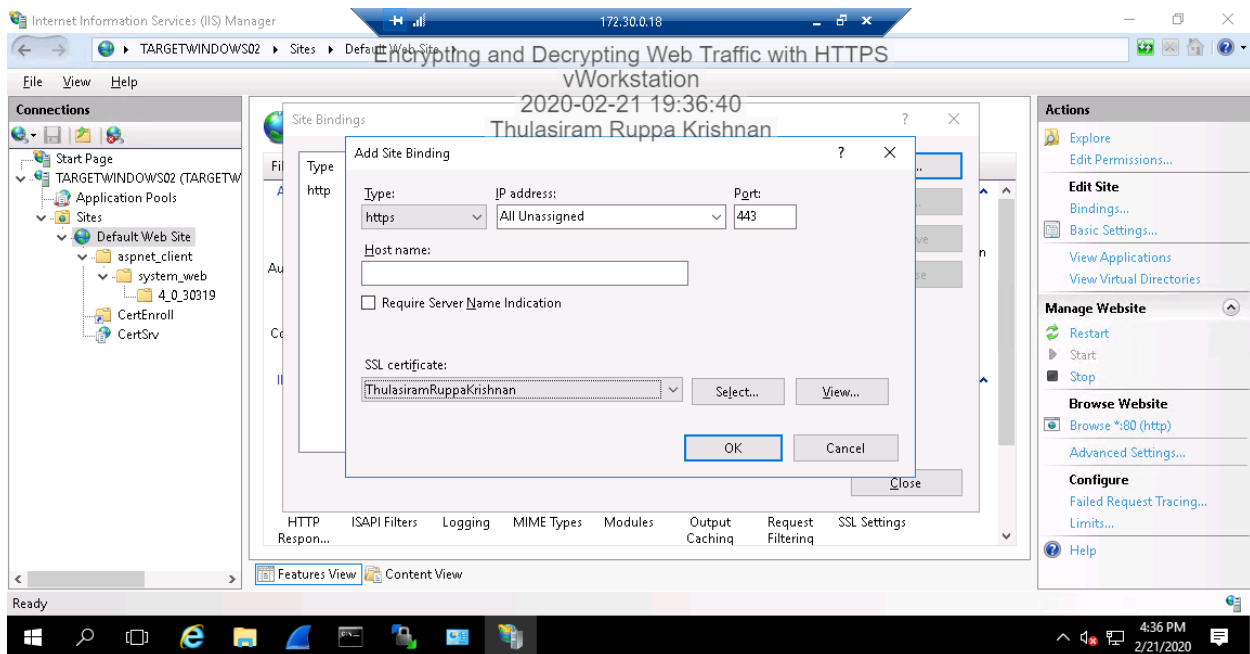 Internet Information Services (IIS) Manager
172.30.0.18
TARGETWINDOWS02 Sites Default Web Site
Encrypting and Decrypting Web Traffic with HTTPS
vWorkstation
2020-02-21 19:36:40
Thulasiram Ruppa Krishnan
File View Help
Connections
Start Page
TARGETWINDOWS02 (TARGETW
Application Pools
Sites
Default Web Site
aspnet_client
system_web
4_0_30319
CertEnroll
CertSrv
Site Bindings ?
Type
http
Add Site Binding ?
Type: IP address: Port:
https All Unassigned 443
Host name:
Require Server Name Indication
SSL certificate:
ThulasiramRuppaKrishnan Select... View...
OK Cancel
Close
HTTP ISAPI Filters Logging MIME Types Modules Output Request SSL Settings
Respon... Caching Filtering
Features View Content View
Actions
Explore
Edit Permissions...
Edit Site
Bindings...
Basic Settings...
View Applications
View Virtual Directories
Manage Website
Restart
Start
Stop
Browse Website
Browse *:80 (http)
Advanced Settings...
Configure
Failed Request Tracing...
Limits...
Help
Ready
4:36 PM
2/21/2020